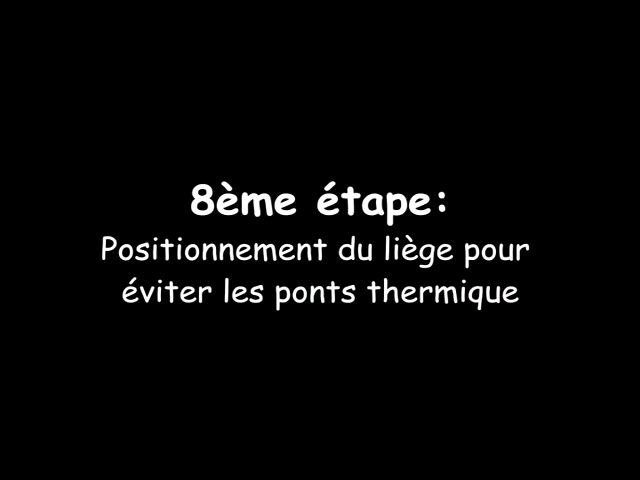 8ème étape:
Positionnement du liège pour
éviter les ponts thermique